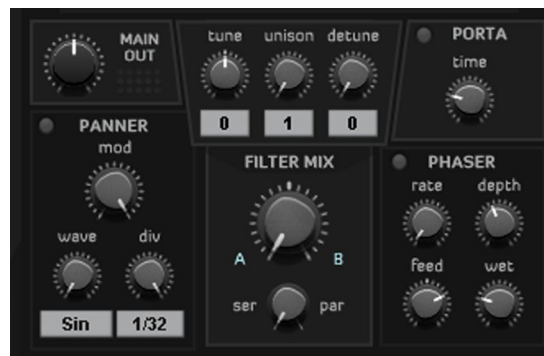 MAIN
OUT
tune unison detune
0 1 0
PORTA
time
PANNER
mod
wave div
Sin 1/32
FILTER MIX
A B
ser par
PHASER
rate depth
feed wet